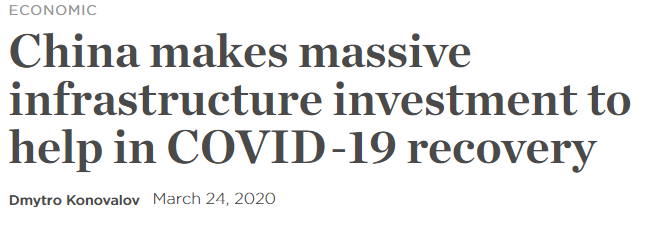 ECONOMIC
China makes massive
infrastructure investment to
help in COVID-19 recovery
Dmytro Konovalov March 24, 2020